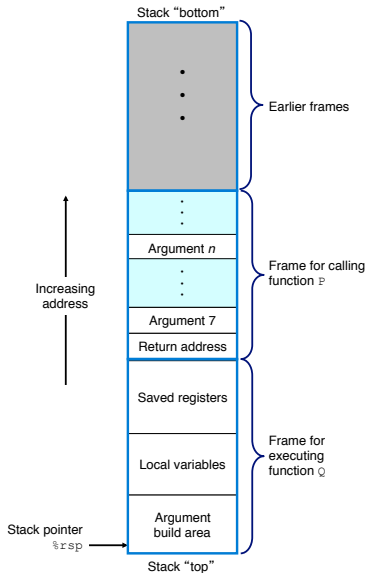 Stack “bottom”
Earlier frames
Argument n
Increasing
address
Frame for calling
function P
Argument 7
Return address
Saved registers
Local variables
Frame for
executing
function Q
Argument
build area
Stack pointer
%rsp
Stack “top”